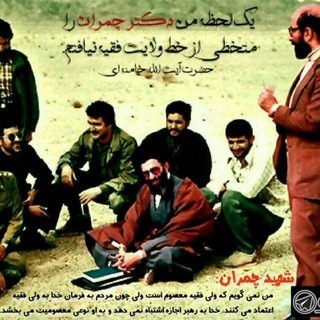 یک لحظه من دکتر چمران را
متخطی از خط ولایت فقیه نیافتم
حضرت آیت الله خامنه ای
شهید چمران:
من نمی گویم که ولی فقیه معصوم است ولی چون مردم به فرمان خدا به ولی فقیه
اعتماد می کنند، خدا به رهبر اجازه اشتباه نمی دهد و به او نوعی معصومیت می بخشد.